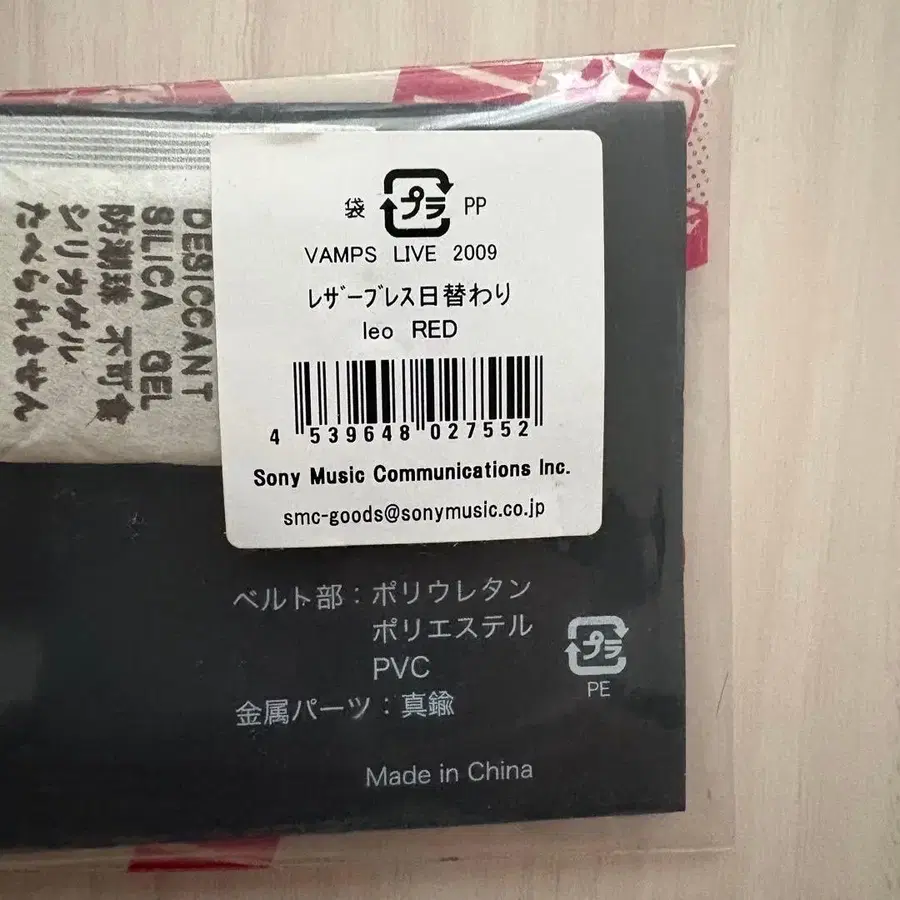 袋 プラ PP
VAMPS LIVE 2009
ﾚｻﾞｰﾌﾞﾚｽ日替わり
leo RED
4 539648 027552
Sony Music Communications Inc.
smc-goods@sonymusic.co.jp
DESICCANT
SILICA GEL
防潮珠 不可食
シリカゲル
たべられません
ベルト部：ポリウレタン
ポリエステル
PVC
金属パーツ：真鍮
プラ
PE
Made in China